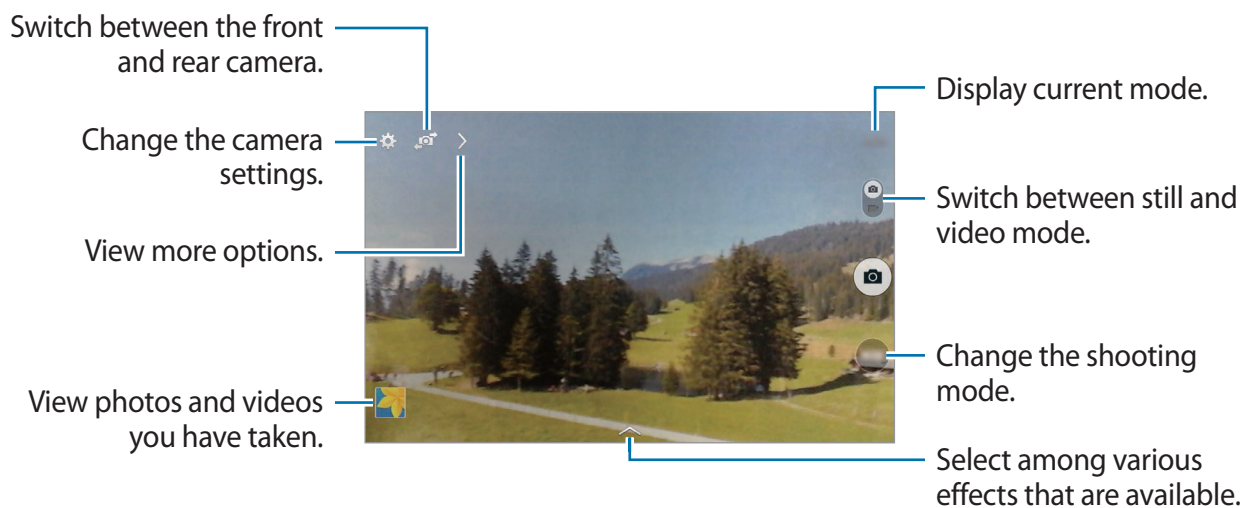 Switch between the front
and rear camera.
Change the camera
settings.
View more options.
View photos and videos
you have taken.
Display current mode.
Switch between still and
video mode.
Change the shooting
mode.
Select among various
effects that are available.